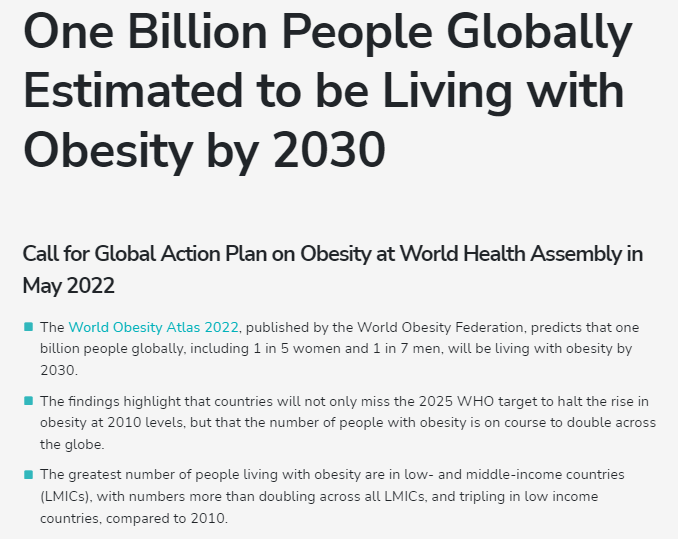 One Billion People Globally
Estimated to be Living with
Obesity by 2030
Call for Global Action Plan on Obesity at World Health Assembly in
May 2022
The World Obesity Atlas 2022, published by the World Obesity Federation, predicts that one
billion people globally, including 1 in 5 women and 1 in 7 men, will be living with obesity by
2030.
The findings highlight that countries will not only miss the 2025 WHO target to halt the rise in
obesity at 2010 levels, but that the number of people with obesity is on course to double across
the globe.
The greatest number of people living with obesity are in low- and middle-income countries
(LMICs), with numbers more than doubling across all LMICs, and tripling in low income
countries, compared to 2010.